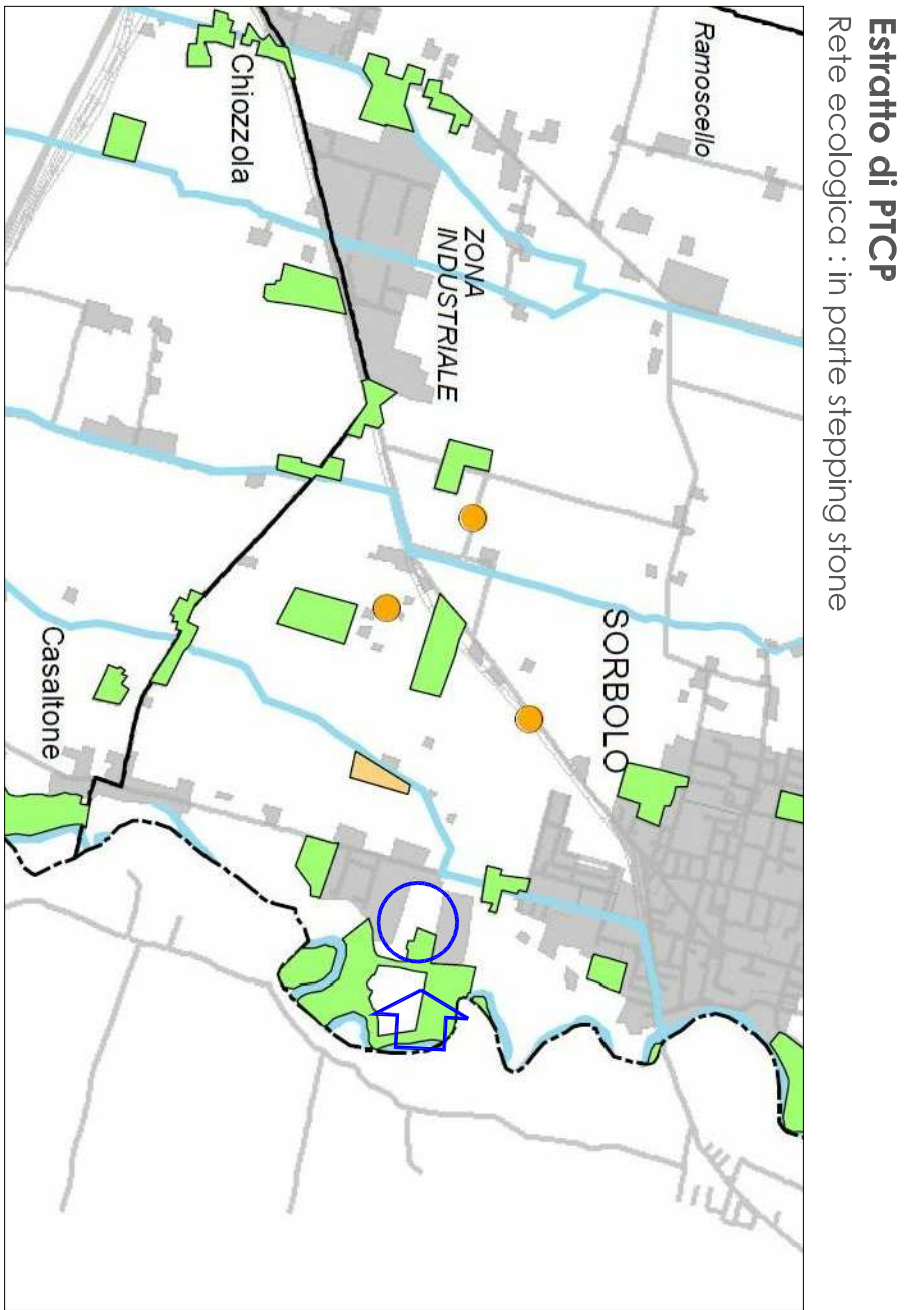 Estratto di PTCP
Rete ecologica : in parte stepping stone
Ramoscello
Chiozzola
ZONA
INDUSTRIALE
SORBOLO
Casaltone